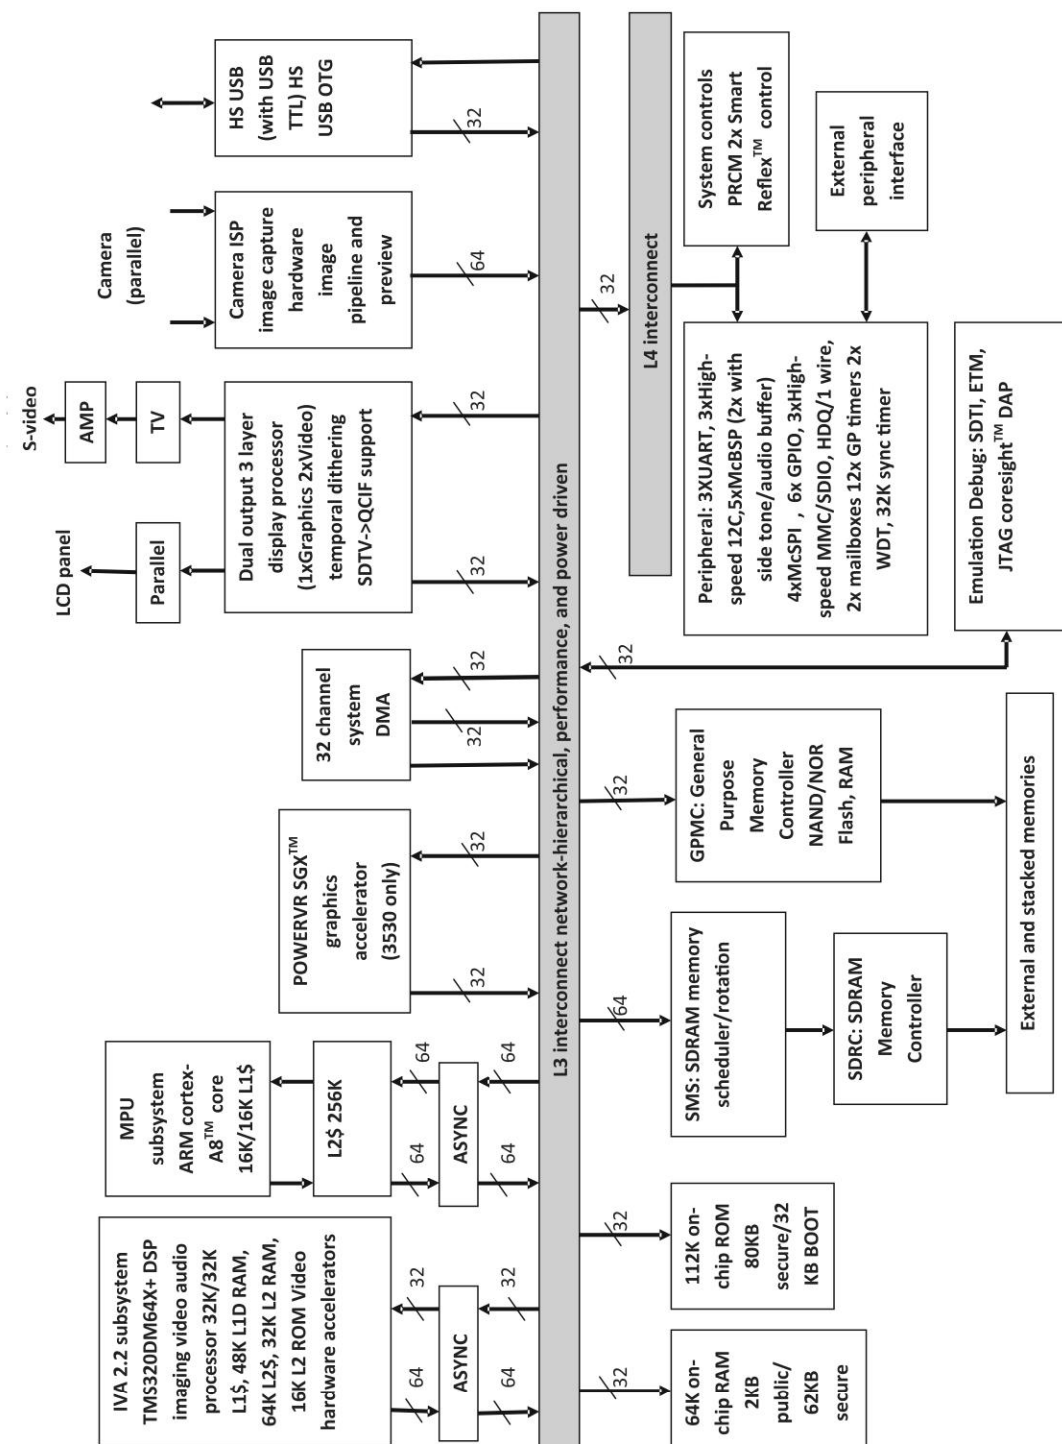 IVA 2.2 subsystem
TMS320DM64X+ DSP
imaging video audio
processor 32K/32K
L1$, 48K L1D RAM,
64K L2$, 32K L2 RAM,
16K L2 ROM Video
hardware accelerators
64
32
ASYNC
64
32
MPU
subsystem
ARM cortex-
A8™ core
16K/16K L1$
L2$ 256K
64
64
ASYNC
64
64
POWERVR SGX™
graphics
accelerator
(3530 only)
32
32
32 channel
system
DMA
32
32
LCD panel
Parallel
S-video
AMP
TV
Dual output 3 layer
display processor
(1xGraphics 2xVideo)
temporal dithering
SDTV->QCIF support
32
32
Camera
(parallel)
Camera ISP
image capture
hardware
image
pipeline and
preview
64
HS USB
(with USB
TTL) HS
USB OTG
32
L3 interconnect network-hierarchical, performance, and power driven
32
32
64
32
32
32
64K on-
chip RAM
2KB
public/
62KB
secure
112K on-
chip ROM
80KB
secure/32
KB BOOT
SMS: SDRAM memory
scheduler/rotation
SDRC: SDRAM
Memory
Controller
GPMC: General
Purpose
Memory
Controller
NAND/NOR
Flash, RAM
External and stacked memories
L4 interconnect
Peripheral: 3XUART, 3xHigh-
speed 12C,5xMcBSP (2x with
side tone/audio buffer)
4xMcSPI , 6x GPIO, 3xHigh-
speed MMC/SDIO, HDQ/1 wire,
2x mailboxes 12x GP timers 2x
WDT, 32K sync timer
System controls
PRCM 2x Smart
Reflex™ control
External
peripheral
interface
Emulation Debug: SDTI, ETM,
JTAG coresight™ DAP